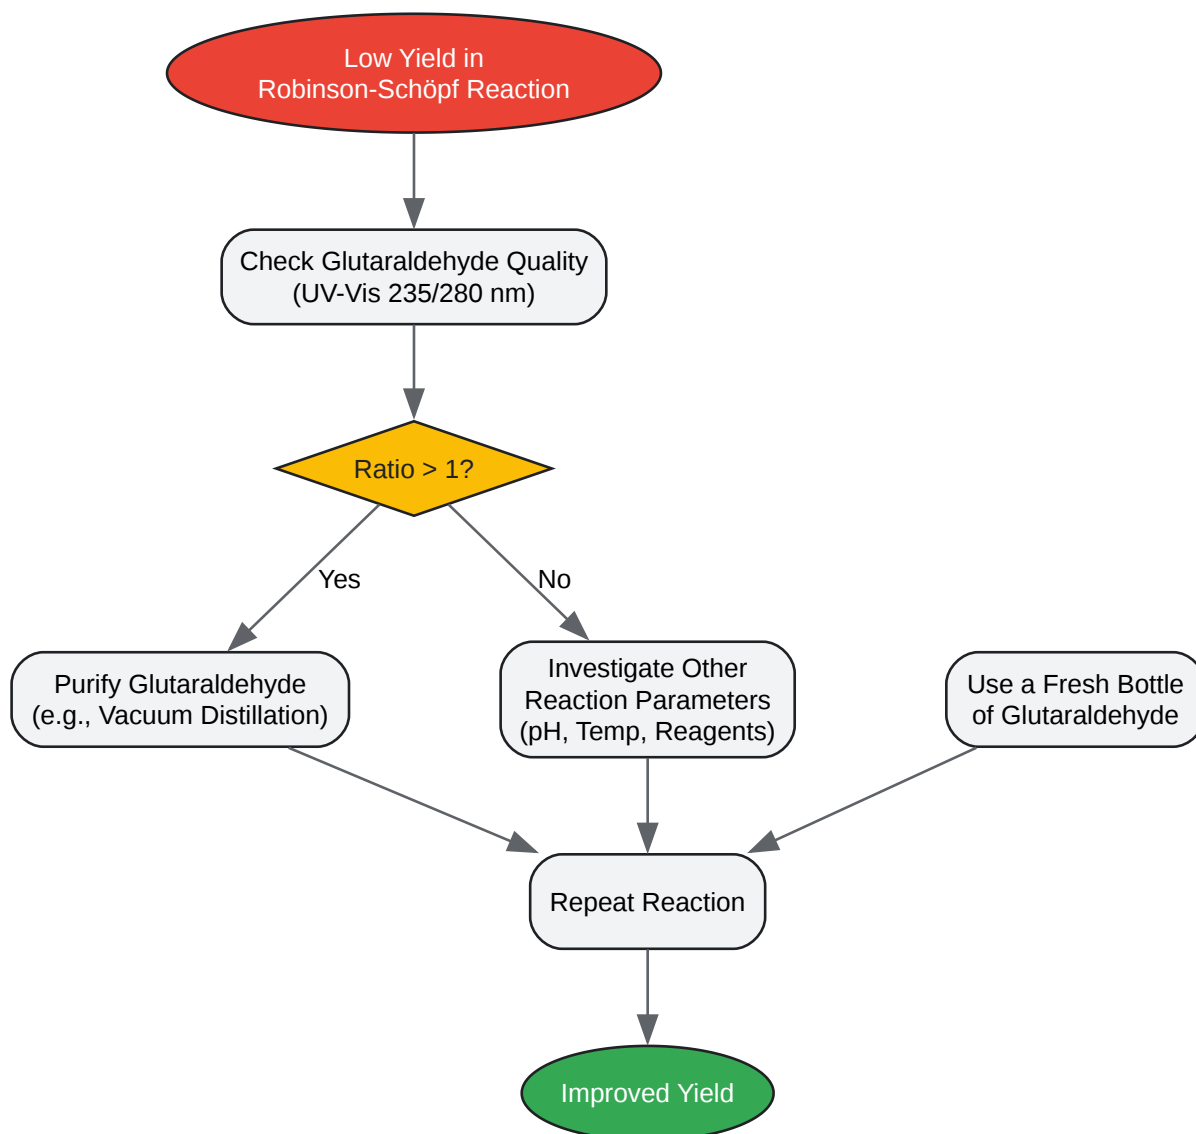 Low Yield in
Robinson-Schöpf Reaction
Check Glutaraldehyde Quality
(UV-Vis 235/280 nm)
Ratio > 1?
Yes
No
Purify Glutaraldehyde
(e.g., Vacuum Distillation)
Investigate Other
Reaction Parameters
(pH, Temp, Reagents)
Use a Fresh Bottle
of Glutaraldehyde
Repeat Reaction
Improved Yield